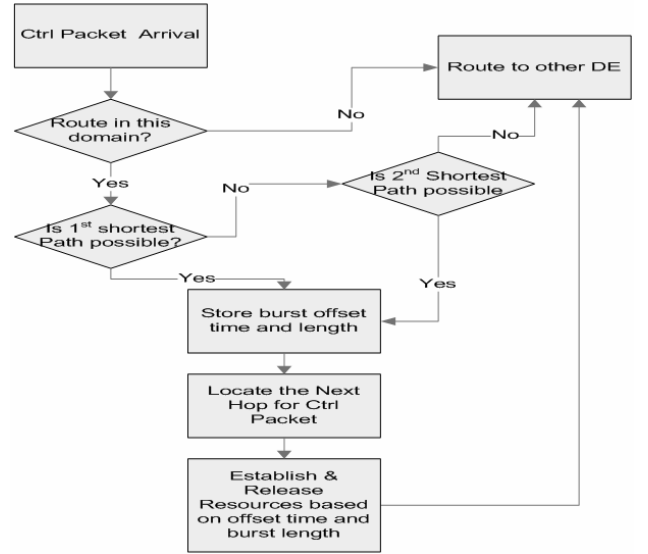 Ctrl Packet Arrival
Route to other DE
Route in this
domain?
No
No
Yes
Is 2nd Shortest
Path possible
No
Is 1st shortest
Path possible?
Yes
Yes
Store burst offset
time and length
Locate the Next
Hop for Ctrl
Packet
Establish &
Release
Resources based
on offset time and
burst length